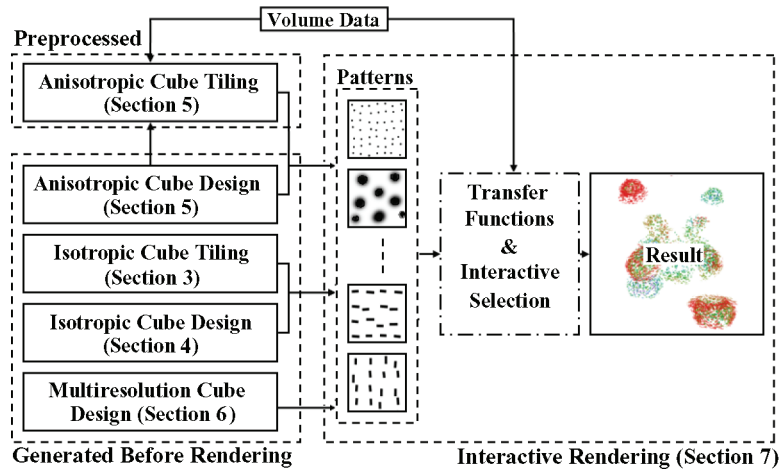 Volume Data
Preprocessed
Anisotropic Cube Tiling
(Section 5)
Patterns
Anisotropic Cube Design
(Section 5)
Isotropic Cube Tiling
(Section 3)
Isotropic Cube Design
(Section 4)
Multiresolution Cube
Design (Section 6)
Transfer
Functions
&
Interactive
Selection
Result
Generated Before Rendering
Interactive Rendering (Section 7)